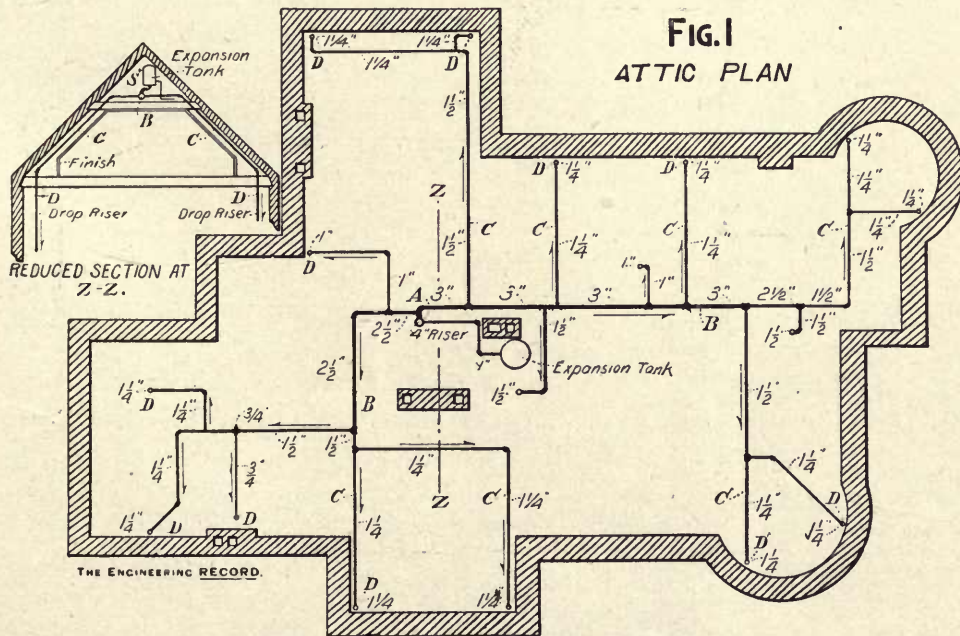 FIG. 1
ATTIC PLAN
Expansion
Tank
S
B
C
C
Finish
D
D
Drop Riser
Drop Riser
REDUCED SECTION AT
Z-Z.
1¼"
1¼"
D
1¼"
D
1½"
Z
1½"
C
D
1¼"
C
1¼"
D
1¼"
C
1¼"
1¼"
1¼"
1¼"
1¼"
C
1½"
1"
D
1"
A
3"
3"
3"
1"
1"
3"
B
2½"
1½"
1½"
1½"
2½"
4" Riser
1½"
1½"
1"
Expansion Tank
2½"
B
1¼"
D
1¼"
3/4"
1½"
1½"
1¼"
3/4
1¼"
D
D
1¼"
Z
C
1¼
C
1¼"
D
1¼
1¼"
1½
C
1¼"
1¼"
D
1¼"
D
1¼
THE ENGINEERING RECORD.